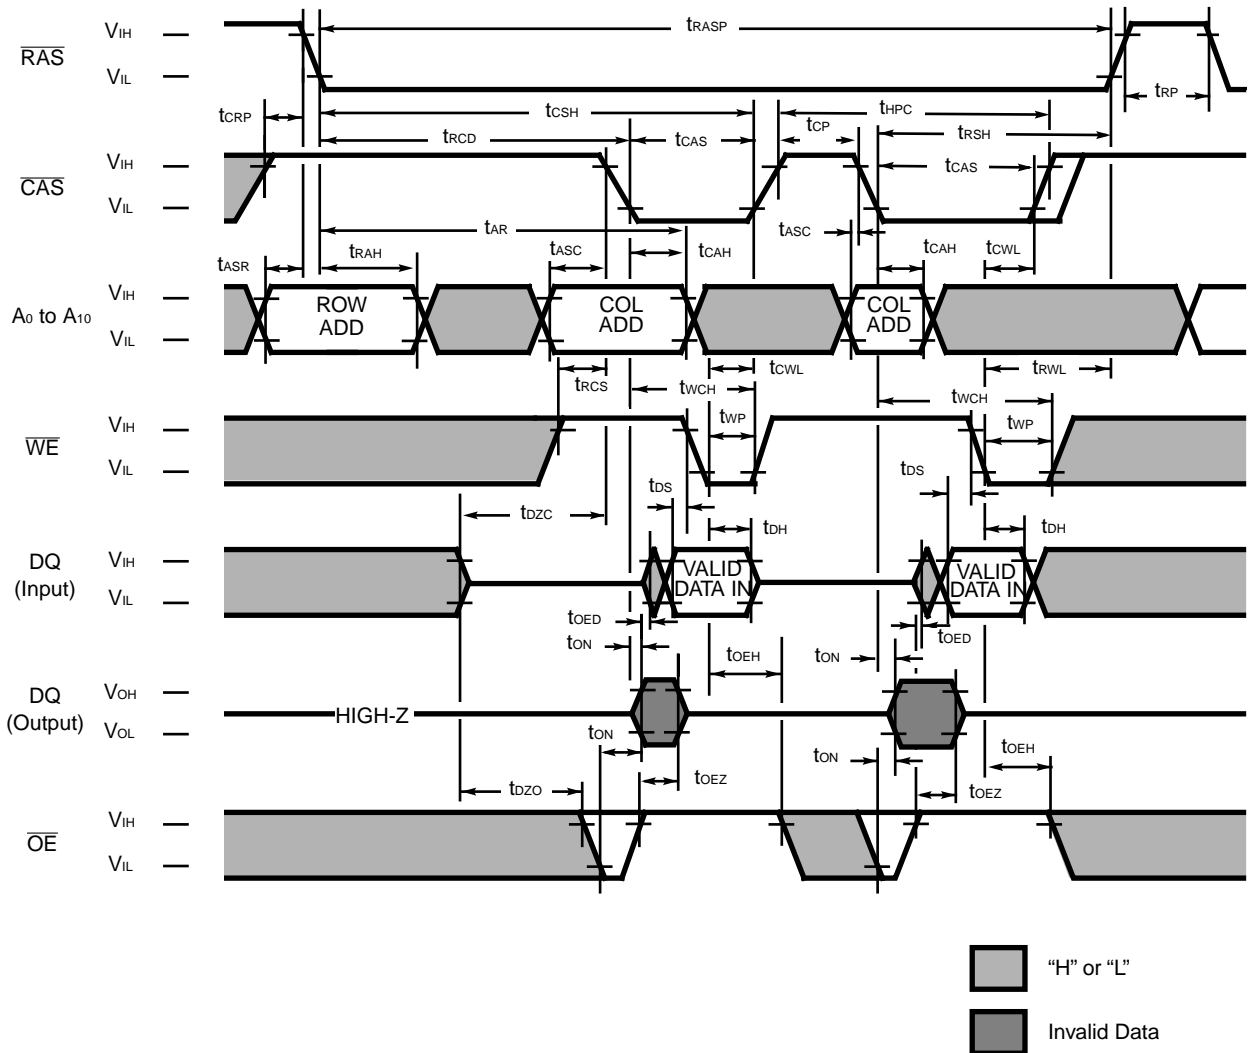 tRASP
VIH
RAS
VIL
tRP
tCRP
tCSH
tHPC
tRCD
tCAS
tCP
tRSH
VIH
CAS
tCAS
VIL
tAR
tASR
tRAH
tASC
tCAH
tASC
tCAH
tCWL
VIH
A0 to A10
VIL
ROW
ADD
COL
ADD
COL
ADD
tRCS
tCWL
tRWL
tWCH
tWCH
VIH
WE
VIL
tWP
tWP
tDS
tDS
tDZC
tDH
tDH
DQ
(Input)
VIH
VIL
VALID
DATA IN
VALID
DATA IN
tOED
tOED
tON
tOEH
tON
DQ
(Output)
VOH
VOL
HIGH-Z
tON
tON
tOEH
tDZO
tOEZ
tOEZ
VIH
OE
VIL
“H” or “L”
Invalid Data